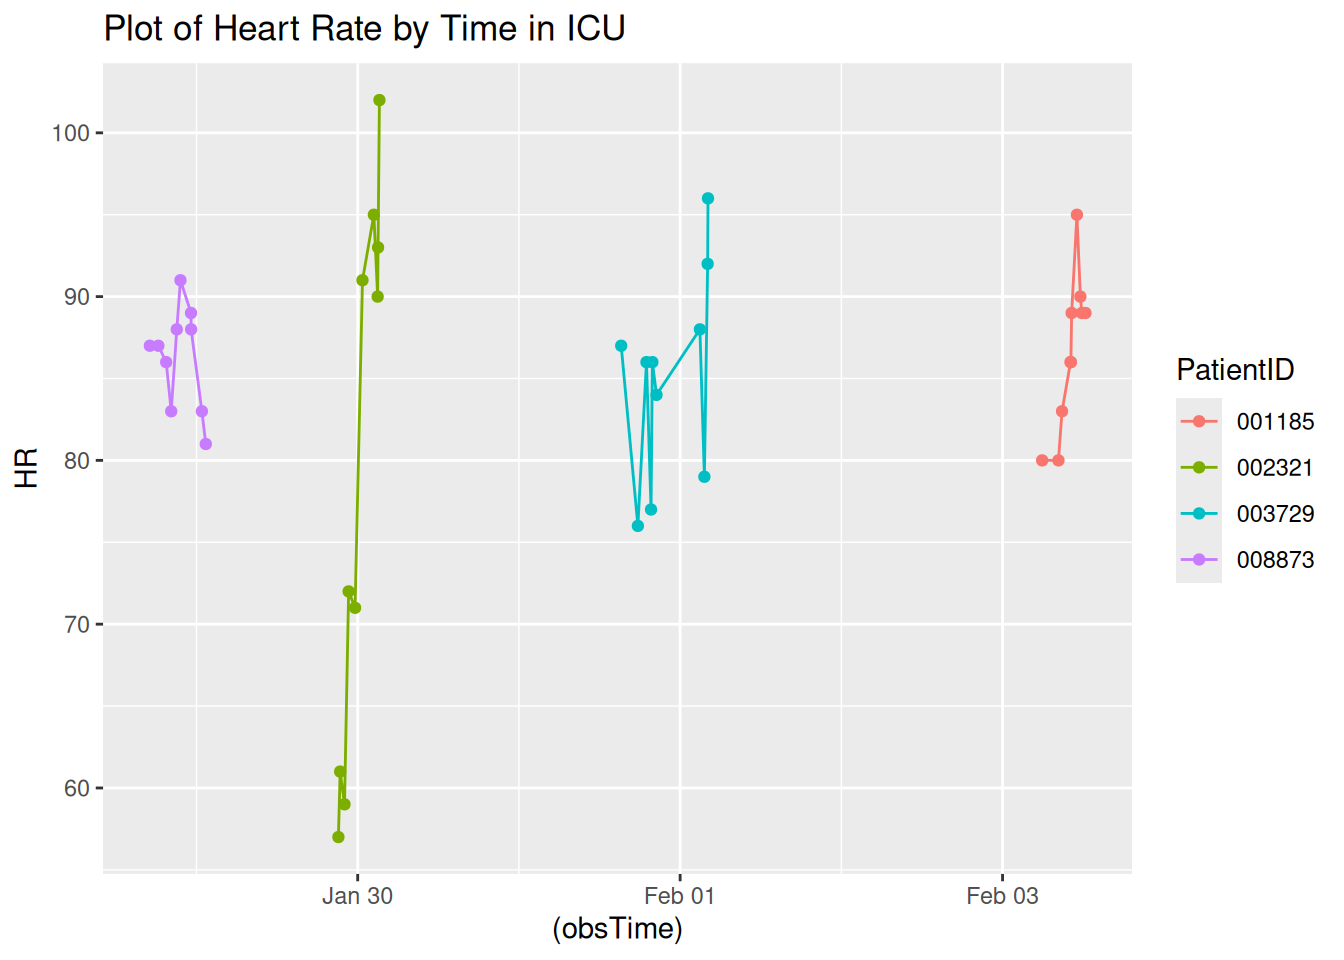 Plot of Heart Rate by Time in ICU
100
90
80
70
60
HR
Jan 30
Feb 01
Feb 03
(obsTime)
PatientID
001185
002321
003729
008873